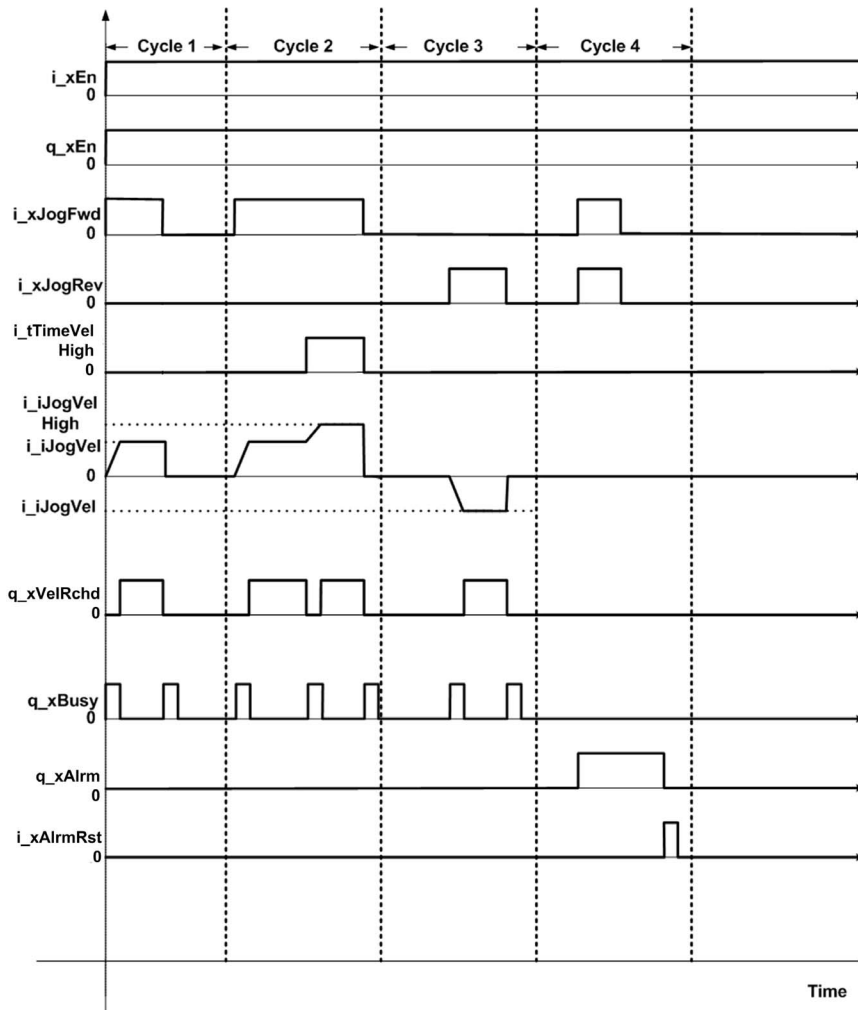 Cycle 1
Cycle 2
Cycle 3
Cycle 4
i_xEn
0
q_xEn
0
i_xJogFwd
0
i_xJogRev
0
i_tTimeVel
High
0
i_iJogVel
High
i_iJogVel
0
i_iJogVel
q_xVelRchd
0
q_xBusy
0
q_xAlrm
0
i_xAlrmRst
0
Time